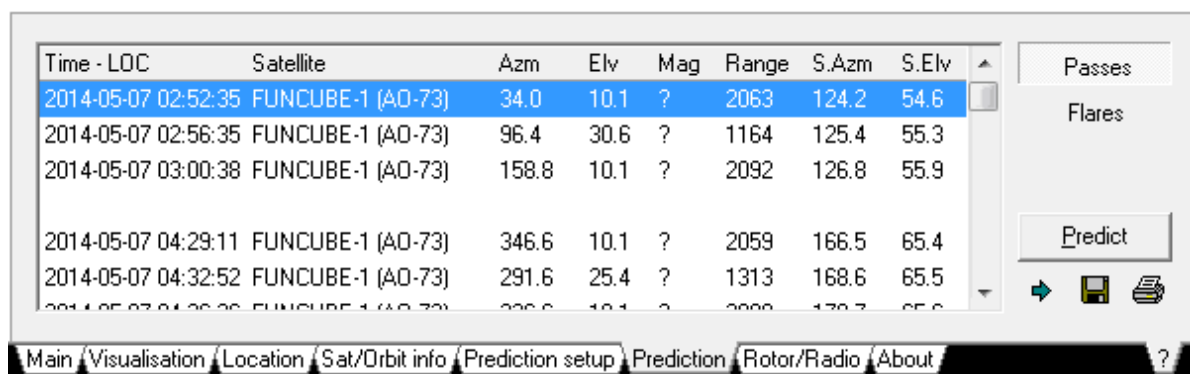 Time - LOC Satellite Azm Elv Mag Range S.Azm S.Elv
2014-05-07 02:52:35 FUNCUBE-1 (AO-73) 34.0 10.1 ? 2063 124.2 54.6
2014-05-07 02:56:35 FUNCUBE-1 (AO-73) 96.4 30.6 ? 1164 125.4 55.3
2014-05-07 03:00:38 FUNCUBE-1 (AO-73) 158.8 10.1 ? 2092 126.8 55.9
2014-05-07 04:29:11 FUNCUBE-1 (AO-73) 346.6 10.1 ? 2059 166.5 65.4
2014-05-07 04:32:52 FUNCUBE-1 (AO-73) 291.6 25.4 ? 1313 168.6 65.5
Passes
Flares
Predict
Main Visualisation Location Sat/Orbit info Prediction setup Prediction Rotor/Radio About ?